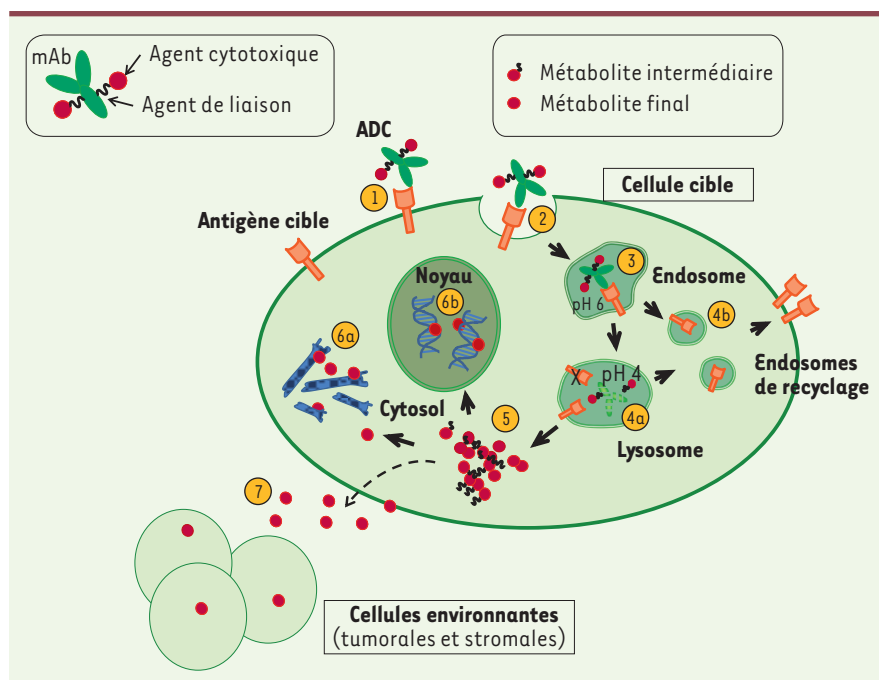 mAb
Agent cytotoxique
Agent de liaison
Métabolite intermédiaire
Métabolite final
ADC
1
2
Cellule cible
Antigène cible
3
Endosome
pH 6
Noyau
6b
4b
6a
X
pH 4
Endosomes
de recyclage
Cytosol
5
4a
Lysosome
7
Cellules environnantes
(tumorales et stromales)